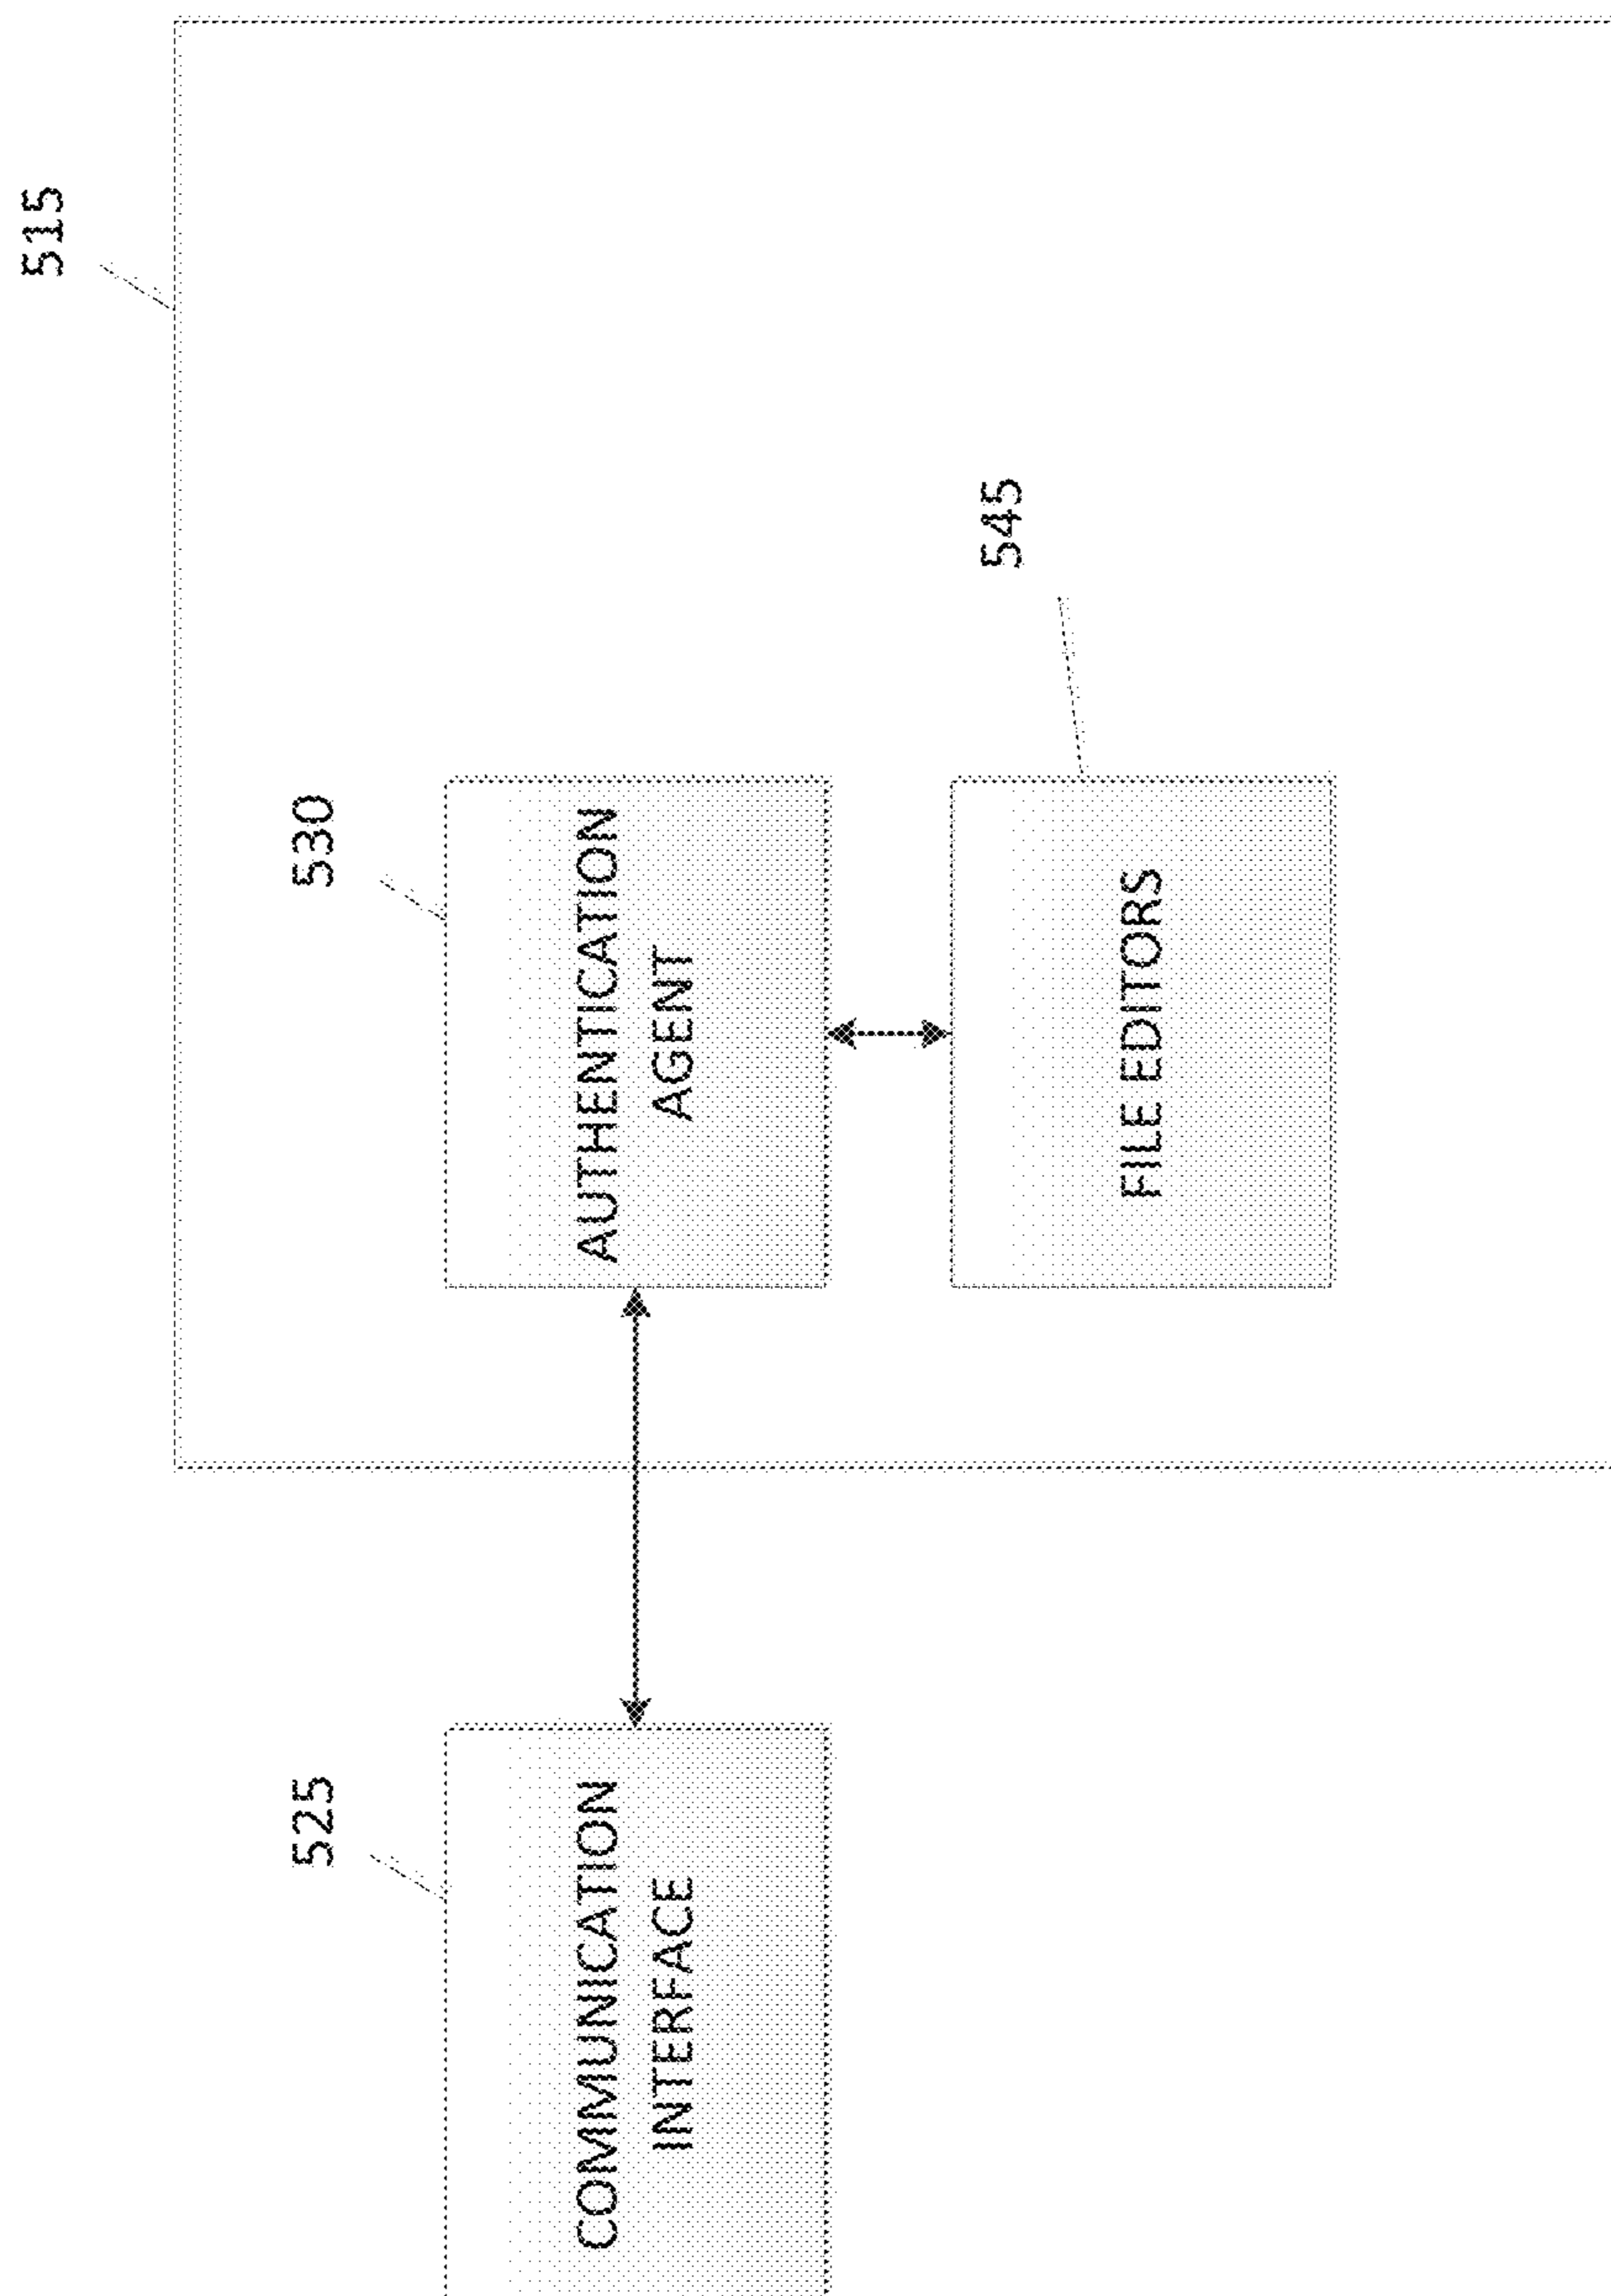 515
525
530
COMMUNICATION
INTERFACE
AUTHENTICATION
AGENT
545
FILE EDITORS